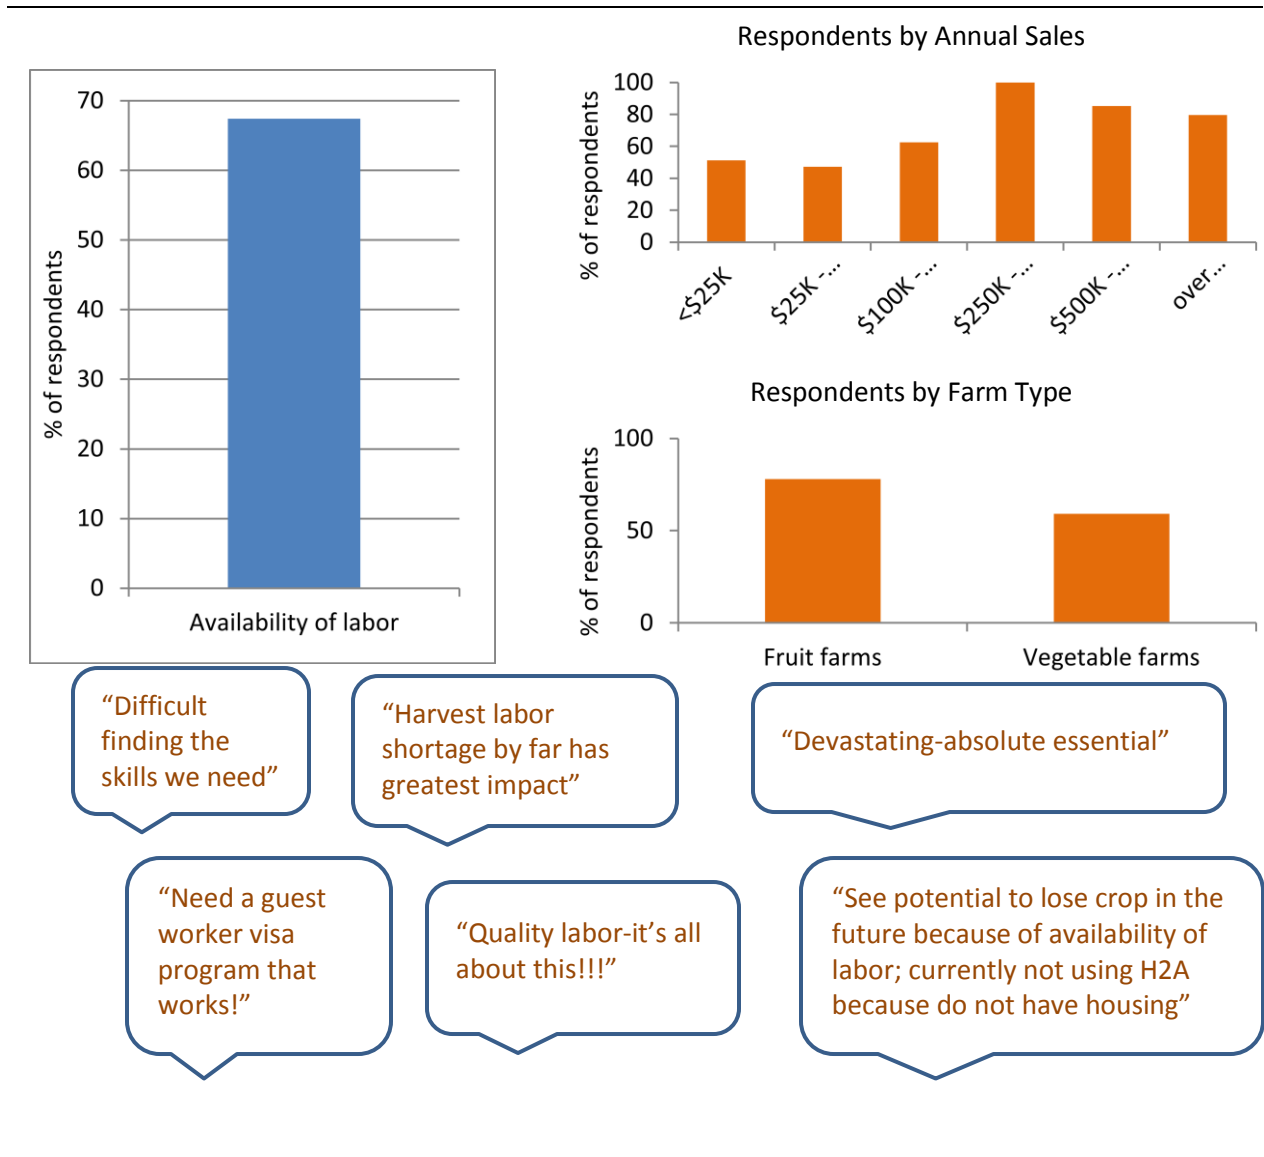 70
60
50
40
30
20
10
0
% of respondents
Availability of labor
Respondents by Annual Sales
100
80
60
40
20
0
% of respondents
<$25K
$25K -...
$100K -...
$250K -...
$500K -...
over...
Respondents by Farm Type
100
50
0
% of respondents
Fruit farms
Vegetable farms
“Difficult
finding the
skills we need”
“Harvest labor
shortage by far has
greatest impact”
“Devastating-absolute essential”
“Need a guest
worker visa
program that
works!”
“Quality labor-it’s all
about this!!!”
“See potential to lose crop in the
future because of availability of
labor; currently not using H2A
because do not have housing”